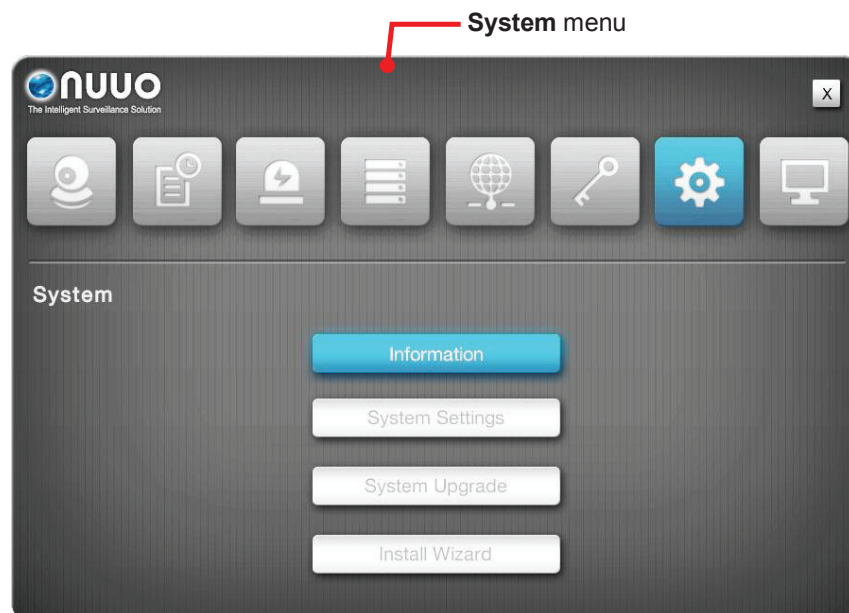 System menu
nuuo
The Intelligent Surveillance Solution
X
System
Information
System Settings
System Upgrade
Install Wizard